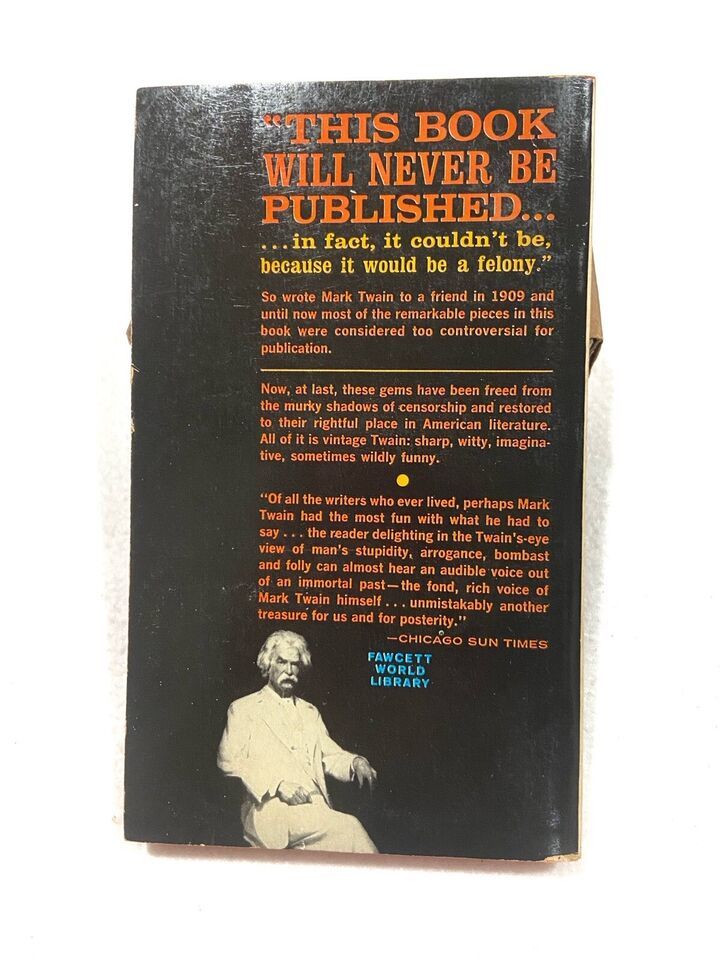 “THIS BOOK
WILL NEVER BE
PUBLISHED...
...in fact, it couldn’t be,
because it would be a felony.”
So wrote Mark Twain to a friend in 1909 and
until now most of the remarkable pieces in this
book were considered too controversial for
publication.
Now, at last, these gems have been freed from
the murky shadows of censorship and restored
to their rightful place in American literature.
All of it is vintage Twain: sharp, witty, imagina-
tive, sometimes wildly funny.
"Of all the writers who ever lived, perhaps Mark
Twain had the most fun with what he had to
say... the reader delighting in the Twain's-eye
view of man's stupidity, arrogance, bombast
and folly can almost hear an audible voice out
of an immortal past—the fond, rich voice of
Mark Twain himself... unmistakably another
treasure for us and for posterity."
—CHICAGO SUN TIMES
FAWCETT
WORLD
LIBRARY